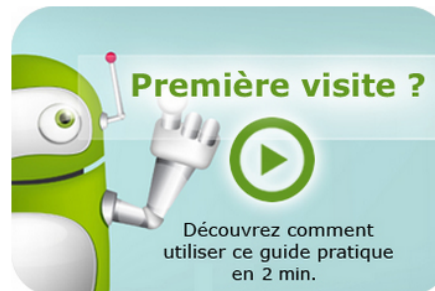 Première visite ?
Découvrez comment
utiliser ce guide pratique
en 2 min.